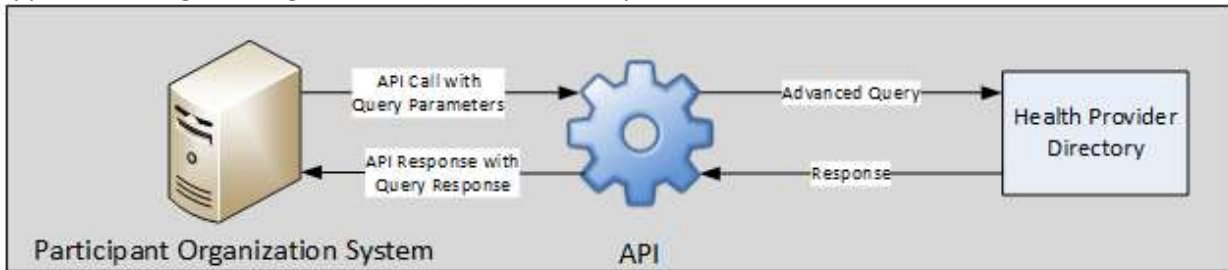 API Call with
Query Parameters
Advanced Query
Health Provider
Directory
API Response with
Query Response
Response
Participant Organization System
API